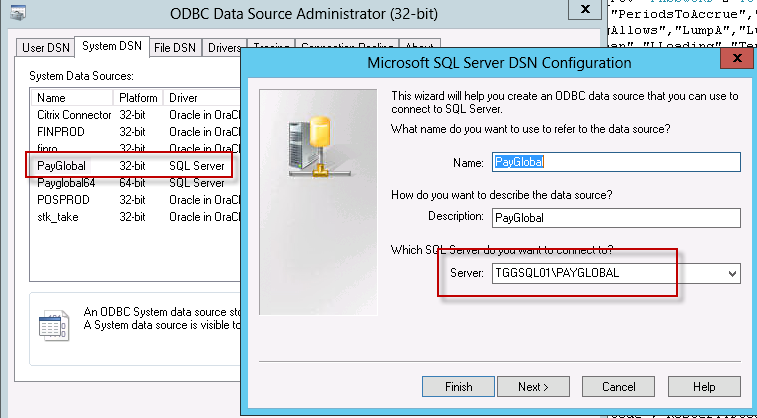 ODBC Data Source Administrator (32-bit)
User DSN System DSN File DSN Drivers Tracing Connection Pooling About
System Data Sources:
Name Platform Driver
Citrix Connector 32-bit Oracle in OraCl
FINPROD 32-bit Oracle in OraCl
finpro 32-bit Oracle in OraCl
PayGlobal 32-bit SQL Server
Payglobal64 64-bit SQL Server
POSPROD 32-bit Oracle in OraCl
stk_take 32-bit Oracle in OraCl
An ODBC System data source sto
A System data source is visible to
Microsoft SQL Server DSN Configuration
This wizard will help you create an ODBC data source that you can use to
connect to SQL Server.
What name do you want to use to refer to the data source?
Name: PayGlobal
How do you want to describe the data source?
Description: PayGlobal
Which SQL Server do you want to connect to?
Server: TGGSQL01\PAYGLOBAL
Finish Next > Cancel Help
"PeriodsToAccrue","
gAllows","LumpA","Lu